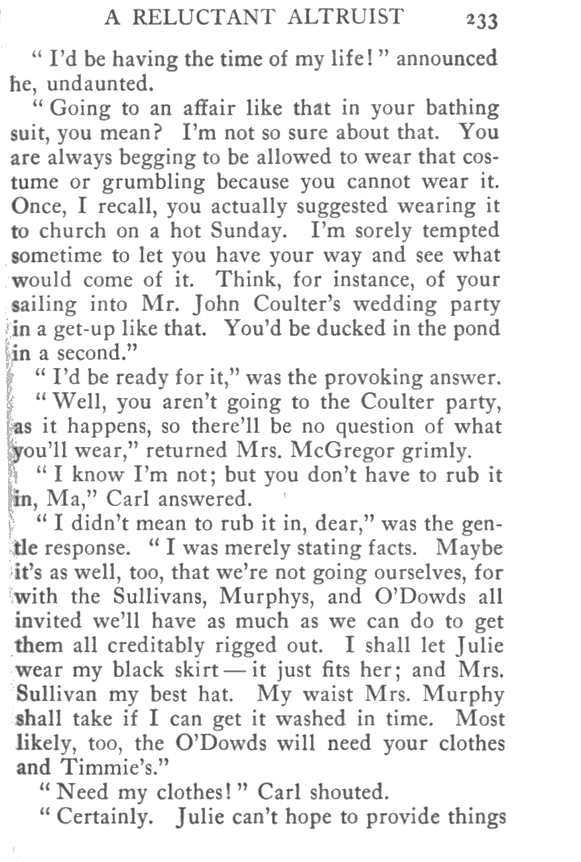 A RELUCTANT ALTRUIST 233
“ I’d be having the time of my life! ” announced
he, undaunted.
“ Going to an affair like that in your bathing
suit, you mean? I’m not so sure about that. You
are always begging to be allowed to wear that cos-
tume or grumbling because you cannot wear it.
Once, I recall, you actually suggested wearing it
to church on a hot Sunday. I’m sorely tempted
sometime to let you have your way and see what
would come of it. Think, for instance, of your
sailing into Mr. John Coulter’s wedding party
in a get-up like that. You’d be ducked in the pond
in a second.”
“ I’d be ready for it,” was the provoking answer.
“ Well, you aren’t going to the Coulter party,
as it happens, so there’ll be no question of what
you’ll wear,” returned Mrs. McGregor grimly.
“ I know I’m not; but you don’t have to rub it
in, Ma,” Carl answered.
“ I didn’t mean to rub it in, dear,” was the gen-
tle response. “ I was merely stating facts. Maybe
it’s as well, too, that we’re not going ourselves, for
with the Sullivans, Murphys, and O’Dowds all
invited we’ll have as much as we can do to get
them all creditably rigged out. I shall let Julie
wear my black skirt — it just fits her; and Mrs.
Sullivan my best hat. My waist Mrs. Murphy
shall take if I can get it washed in time. Most
likely, too, the O’Dowds will need your clothes
and Timmie’s.”
“ Need my clothes! ” Carl shouted.
“ Certainly. Julie can’t hope to provide things